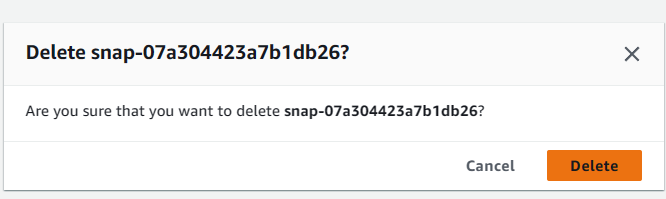 Delete snap-07a304423a7b1db26?
Are you sure that you want to delete snap-07a304423a7b1db26?
Cancel
Delete